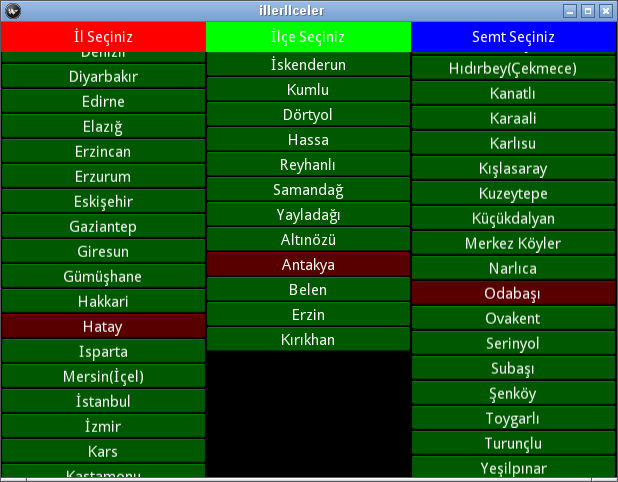 illerIlceler
İl Seçiniz
İlçe Seçiniz
Semt Seçiniz
Denizli
Diyarbakır
Edirne
Elazığ
Erzincan
Erzurum
Eskişehir
Gaziantep
Giresun
Gümüşhane
Hakkari
Hatay
Isparta
Mersin(İçel)
İstanbul
İzmir
Kars
Kastamonu
İskenderun
Kumlu
Dörtyol
Hassa
Reyhanlı
Samandağ
Yayladağı
Altınözü
Antakya
Belen
Erzin
Kırıkhan
Hıdırbey(Çekmece)
Kanatlı
Karaali
Karlısu
Kışlasaray
Kuzeytepe
Küçükdalyan
Merkez Köyler
Narlıca
Odabaşı
Ovakent
Serinyol
Subaşı
Şenköy
Toygarlı
Turunçlu
Yeşilpınar